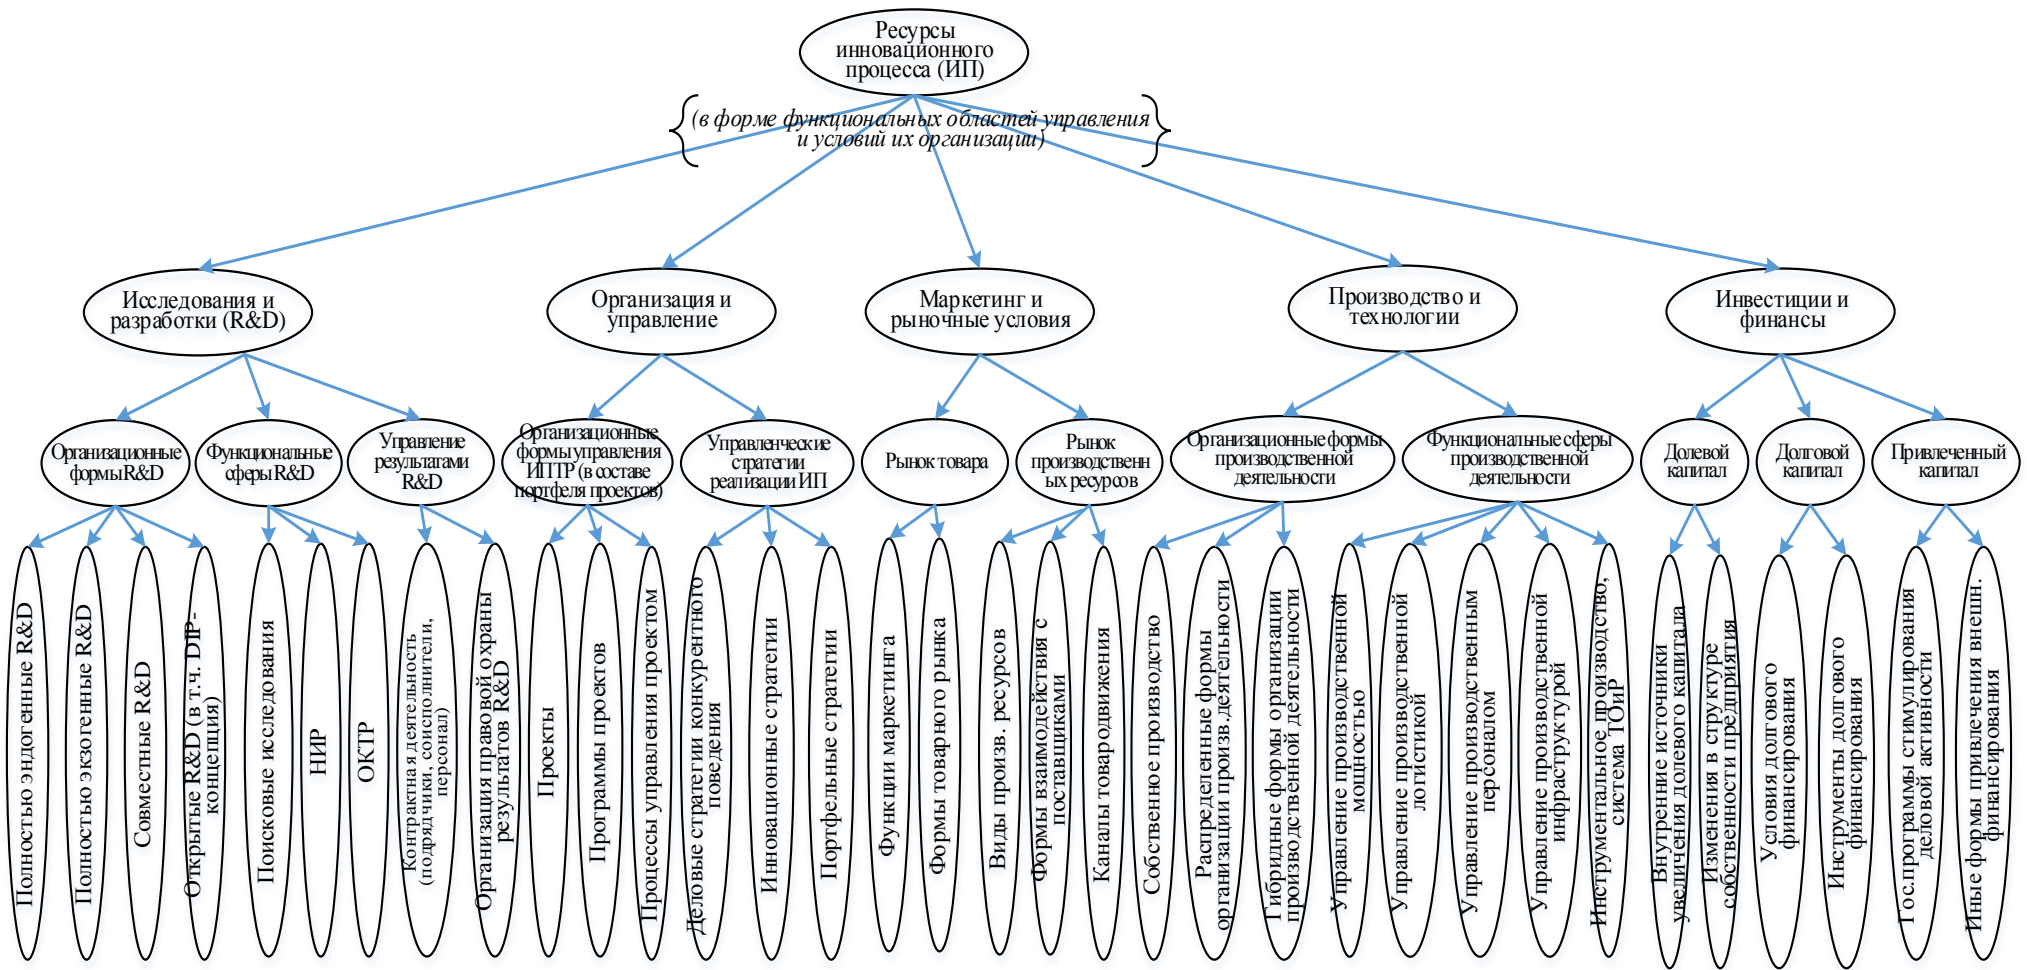 Ресурсы
инновационного
процесса (ИП)
(в форме функциональных областей управления
и условий их организации)
Исследования и
разработки (R&D)
Организация и
управление
Маркетинг и
рыночные условия
Производство и
технологии
Инвестиции и
финансы
Организационные
формы R&D
Функциональные
сферы R&D
Управление
результатами
R&D
Организационные
формы управления
ИПТР (в составе
портфеля проектов)
Управленческие
стратегии
реализации ИП
Рынок товара
Рынок
производственн
ых ресурсов
Организационные формы
производственной
деятельности
Функциональные сферы
производственной
деятельности
Долевой
капитал
Долговой
капитал
Привлеченный
капитал
Полностью эндогенные R&D
Полностью экзогенные R&D
Совместные R&D
Открытые R&D (в т.ч. DIP-
концепция)
Поисковые исследования
НИР
ОКТР
Контрактная деятельность
(подрядчики, соисполнители,
персонал)
Организация правовой охраны
результатов R&D
Проекты
Программы проектов
Процессы управления проектом
Деловые стратегии конкурентного
поведения
Инновационные стратегии
Портфельные стратегии
Функции маркетинга
Формы товарного рынка
Виды произв. ресурсов
Формы взаимодействия с
поставщиками
Каналы товародвижения
Собственное производство
Распределенные формы
организации произв.деятельности
Гибридные формы организации
производственной деятельности
Управление производственной
мощностью
Управление производственной
логистикой
Управление производственным
персоналом
Управление производственной
инфраструктурой
Инструментальное производство,
система ТОиР
Внутренние источники
увеличения долевого капитала
Изменения в структуре
собственности предприятия
Условия долгового
финансирования
Инструменты долгового
финансирования
Гос.программы стимулирования
деловой активности
Иные формы привлечения внешн.
финансирования